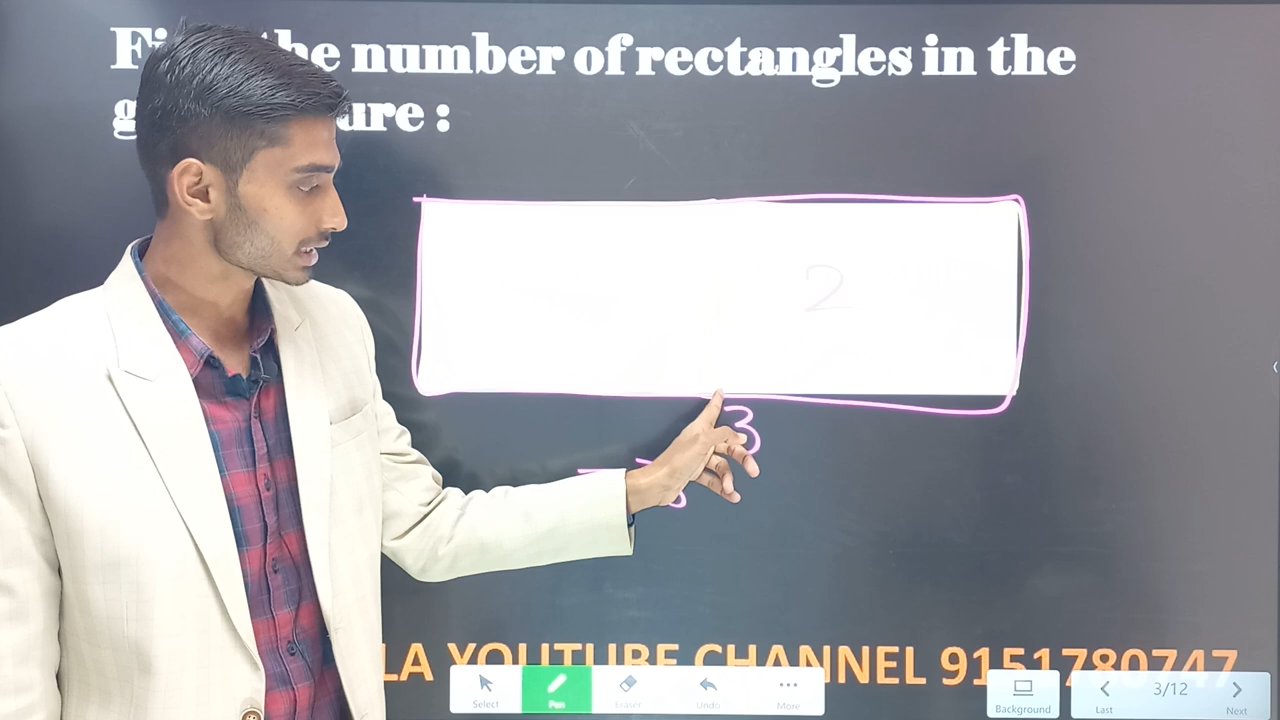 the number of rectangles in the
:
2
3
LA YOUTUBE CHANNEL 9151780747
Select
Pen
Eraser
Undo
More
Background
Last
3/12
Next